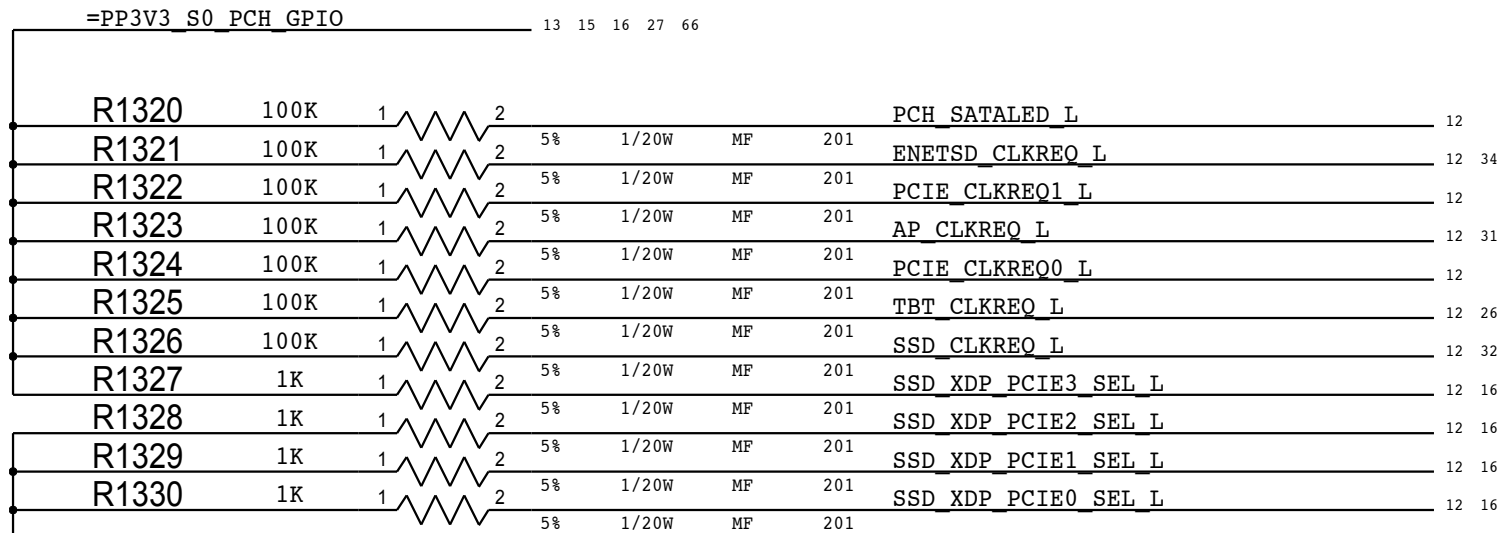 =PP3V3_S0_PCH_GPIO 13 15 16 27 66
R1320 100K 1 2 PCH_SATALED_L 12
5% 1/20W MF 201
R1321 100K 1 2 ENETSD_CLKREQ_L 12 34
5% 1/20W MF 201
R1322 100K 1 2 PCIE_CLKREQ1_L 12
5% 1/20W MF 201
R1323 100K 1 2 AP_CLKREQ_L 12 31
5% 1/20W MF 201
R1324 100K 1 2 PCIE_CLKREQ0_L 12
5% 1/20W MF 201
R1325 100K 1 2 TBT_CLKREQ_L 12 26
5% 1/20W MF 201
R1326 100K 1 2 SSD_CLKREQ_L 12 32
5% 1/20W MF 201
R1327 1K 1 2 SSD_XDP_PCIE3_SEL_L 12 16
5% 1/20W MF 201
R1328 1K 1 2 SSD_XDP_PCIE2_SEL_L 12 16
5% 1/20W MF 201
R1329 1K 1 2 SSD_XDP_PCIE1_SEL_L 12 16
5% 1/20W MF 201
R1330 1K 1 2 SSD_XDP_PCIE0_SEL_L 12 16
5% 1/20W MF 201